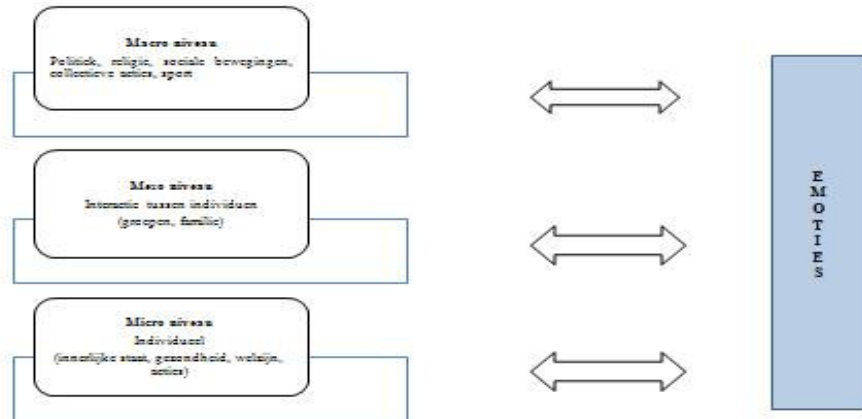 Macro niveau
Politiek, religie, sociale bewegingen,
collectieve acties, sport
Meso niveau
Interactie tussen individuen
(groepen, familie)
Micro niveau
Individueel
(innerlijke staat, gezondheid, welzijn,
acties)
EMOTIES